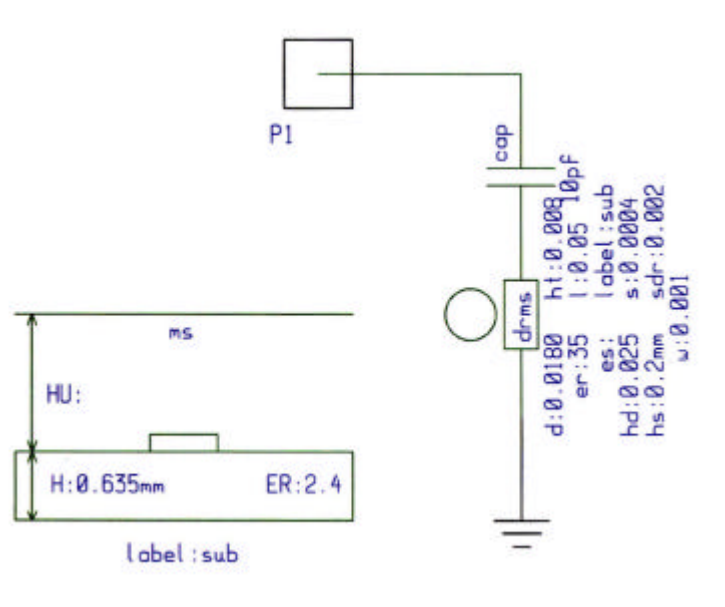 P1
cap
10pf
ht:0.008
l:0.05
label:sub
s:0.0004
sdr:0.002
w:0.001
drms
d:0.0180
er:35
es:
hd:0.025
hs:0.2mm
ms
HU:
H:0.635mm
ER:2.4
label:sub